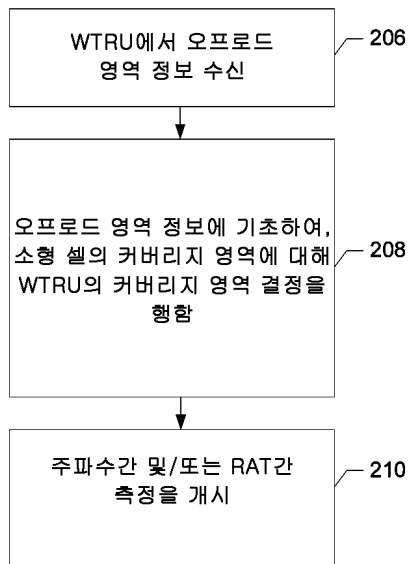 WTRU에서 오프로드
영역 정보 수신
206
오프로드 영역 정보에 기초하여,
소형 셀의 커버리지 영역에 대해
WTRU의 커버리지 영역 결정을
행함
208
주파수간 및/또는 RAT간
측정을 개시
210